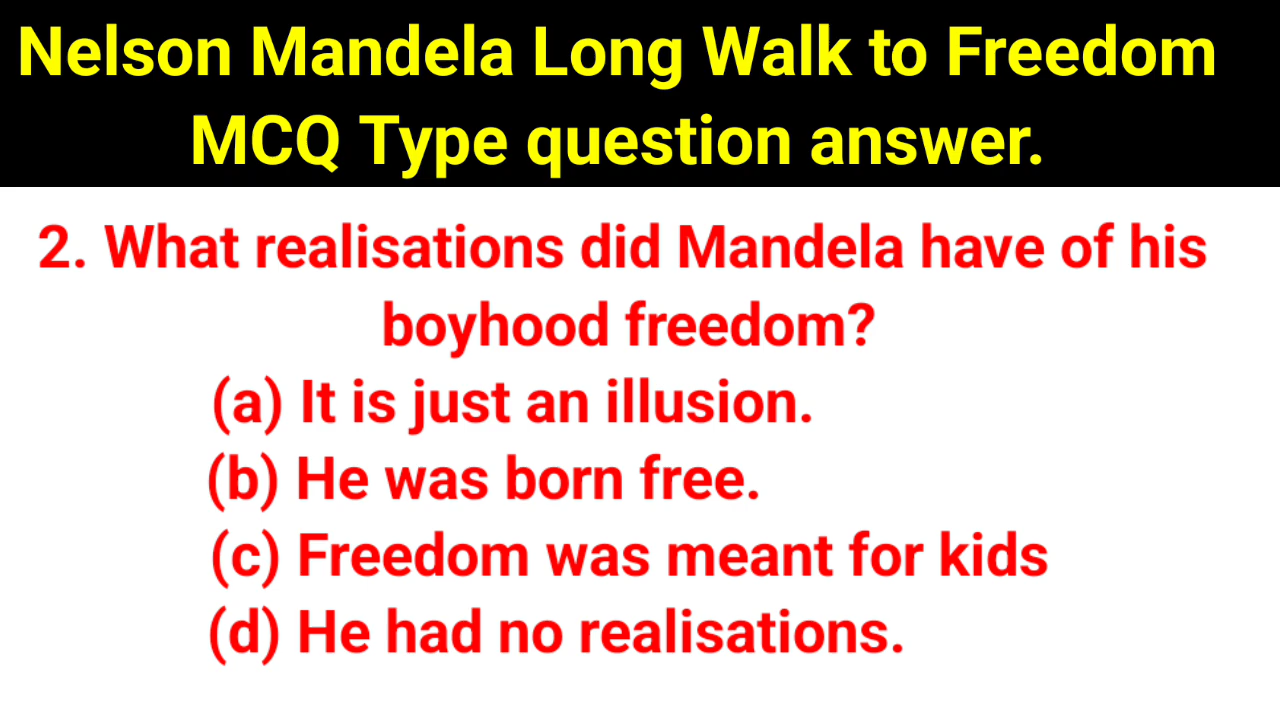 Nelson Mandela Long Walk to Freedom
MCQ Type question answer.
2. What realisations did Mandela have of his
boyhood freedom?
(a) It is just an illusion.
(b) He was born free.
(c) Freedom was meant for kids
(d) He had no realisations.